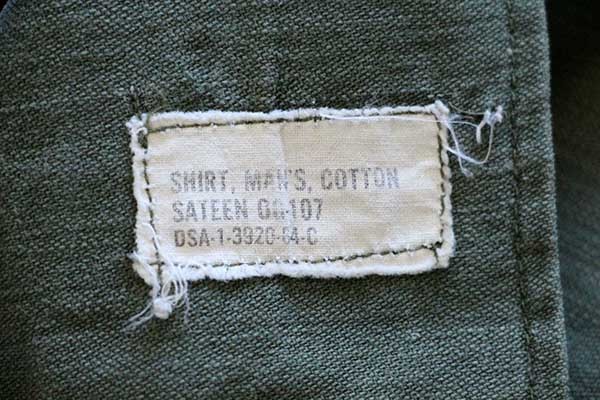 SHIRT, MAN'S, COTTON
SATEEN OG-107
DSA-1-3920-64-C